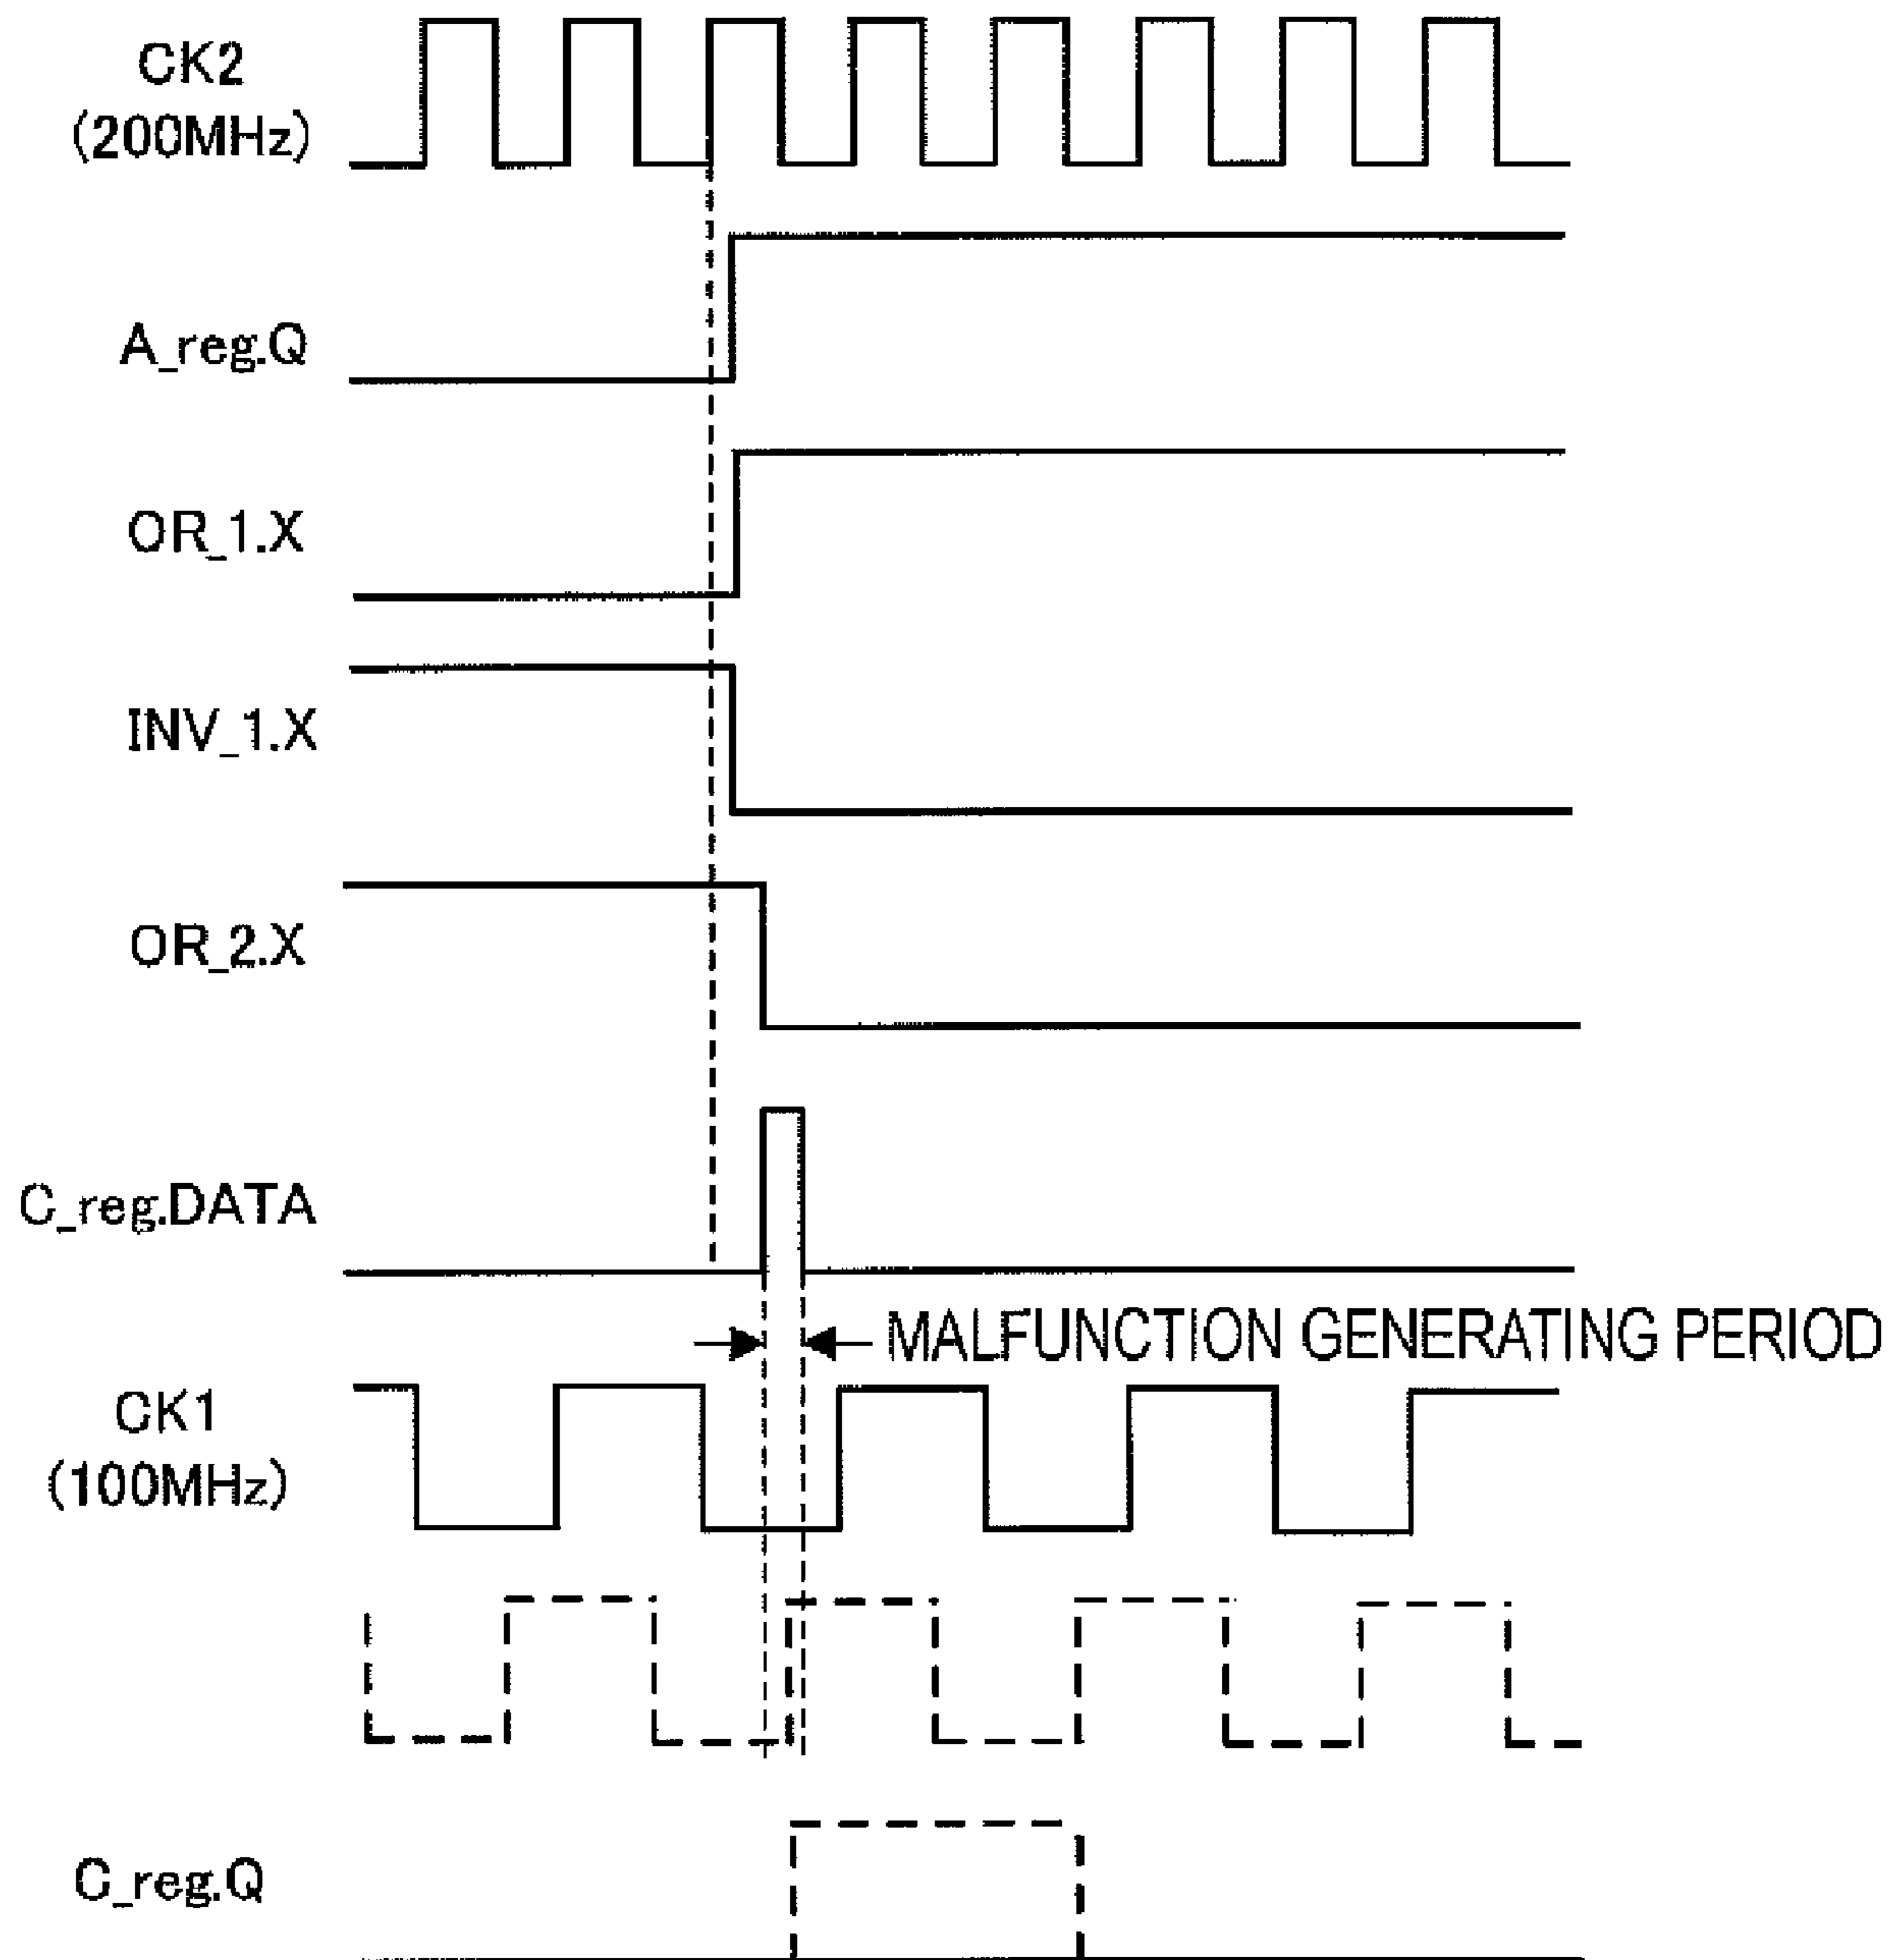 CK2
(200MHz)
A_reg.Q
OR_1.X
INV_1.X
OR_2.X
C_reg.DATA
MALFUNCTION GENERATING PERIOD
CK1
(100MHz)
C_reg.Q